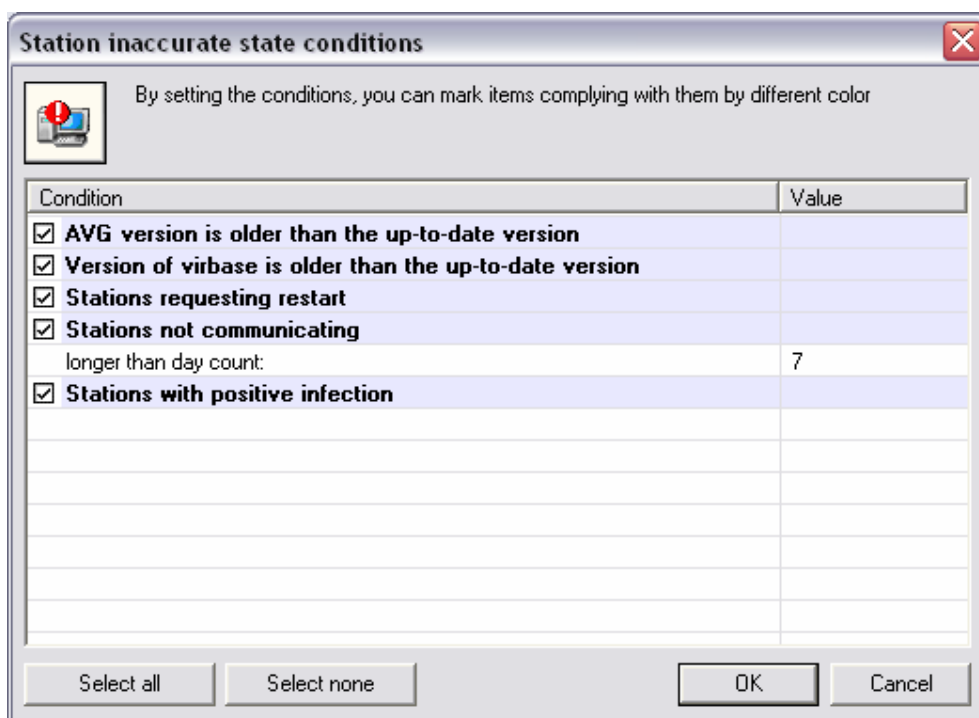 Station inaccurate state conditions
By setting the conditions, you can mark items complying with them by different color
Condition Value
AVG version is older than the up-to-date version
Version of virbase is older than the up-to-date version
Stations requesting restart
Stations not communicating
longer than day count: 7
Stations with positive infection
Select all Select none OK Cancel